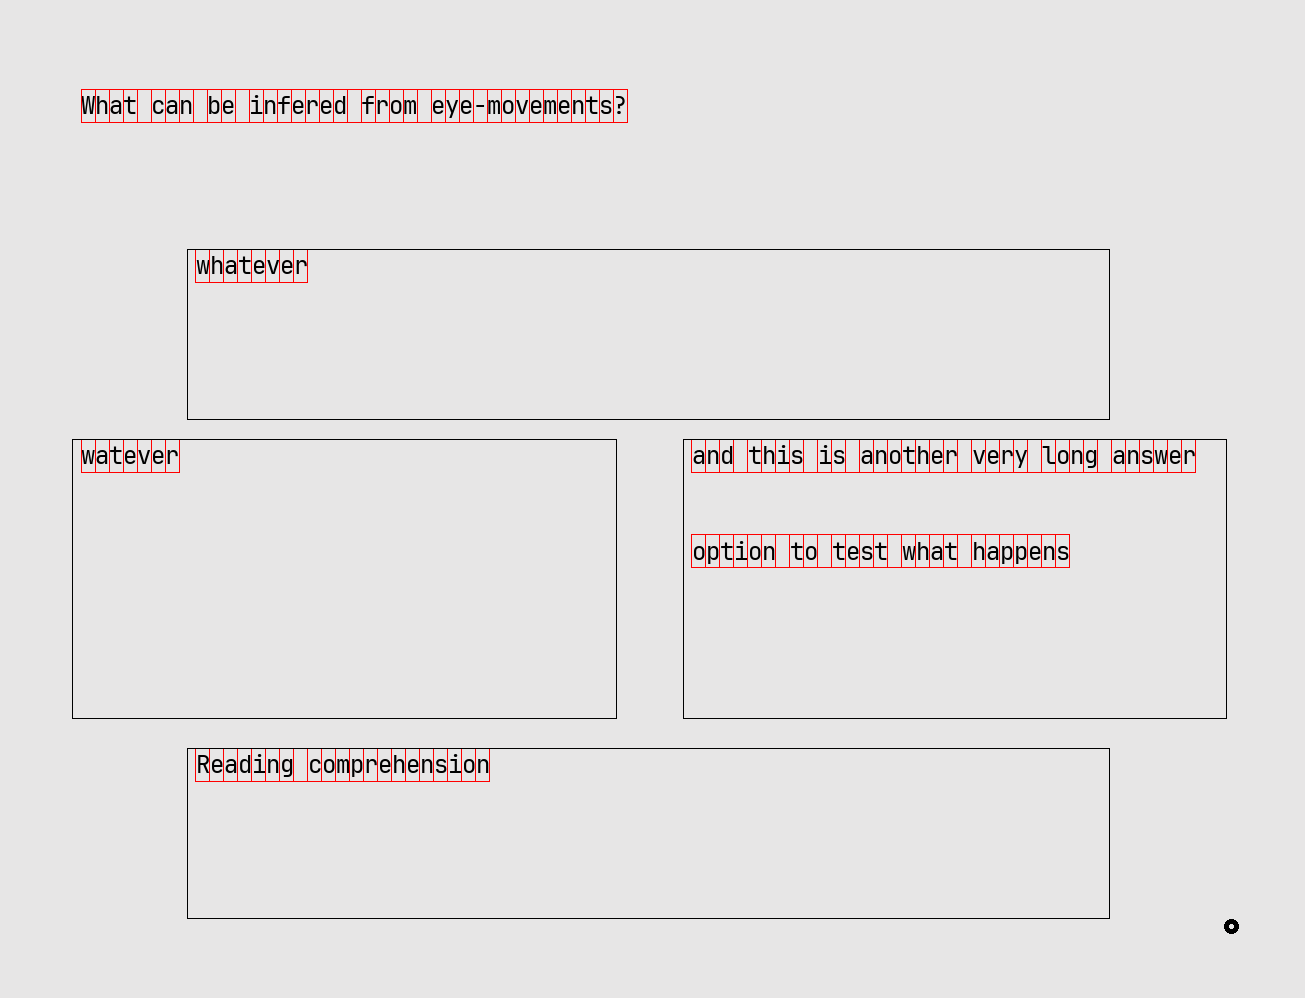 What can be infered from eye-movements?
whatever
watever
and this is another very long answer
option to test what happens
Reading comprehension